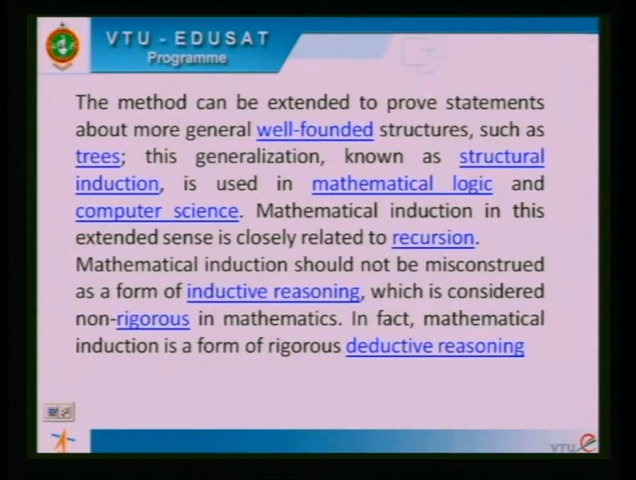 VTU - EDUSAT
Programme
The method can be extended to prove statements
about more general well-founded structures, such as
trees; this generalization, known as structural
induction, is used in mathematical logic and
computer science. Mathematical induction in this
extended sense is closely related to recursion.
Mathematical induction should not be misconstrued
as a form of inductive reasoning, which is considered
non-rigorous in mathematics. In fact, mathematical
induction is a form of rigorous deductive reasoning
VTU e